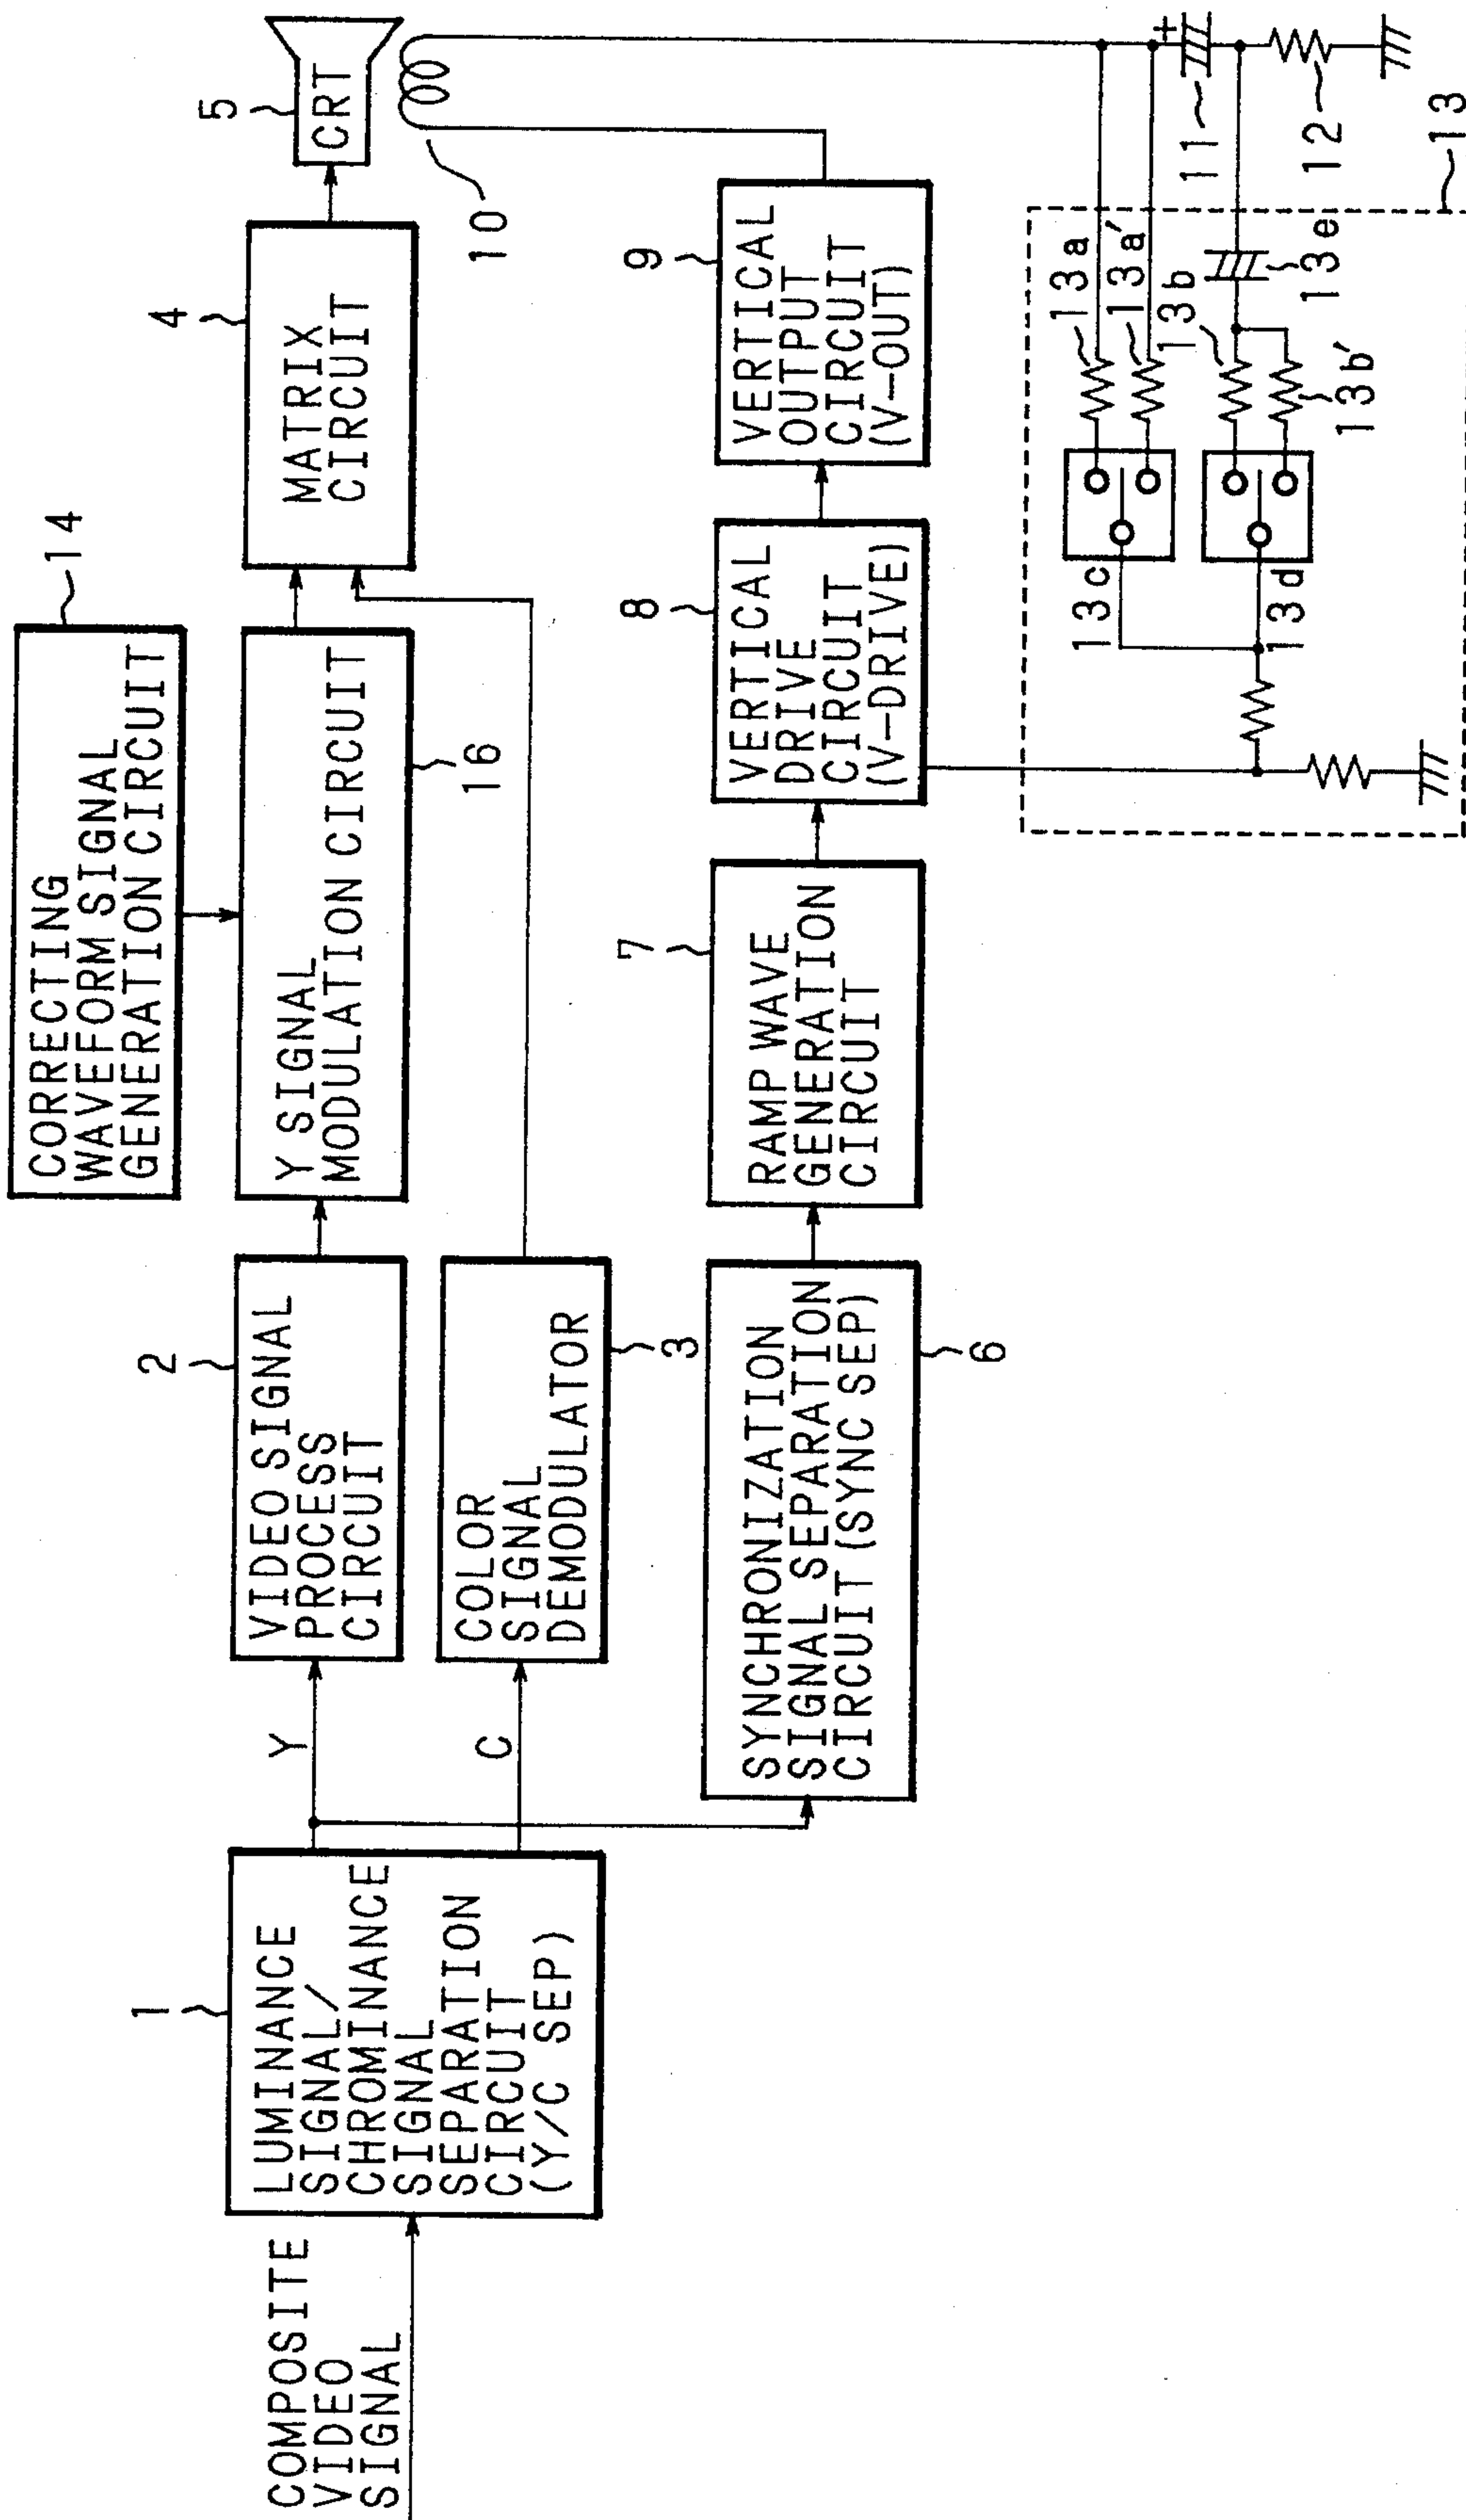 COMPOSITE
VIDEO
SIGNAL
1
LUMINANCE
SIGNAL/
CHROMINANCE
SIGNAL
SEPARATION
CIRCUIT
(Y/C SEP)
Y
C
2
VIDEO SIGNAL
PROCESS
CIRCUIT
COLOR
SIGNAL
DEMODULATOR
3
SYNCHRONIZATION
SIGNAL SEPARATION
CIRCUIT (SYNC SEP)
6
CORRECTING
WAVEFORM SIGNAL
GENERATION CIRCUIT
14
Y SIGNAL
MODULATION CIRCUIT
16
7
RAMP WAVE
GENERATION
CIRCUIT
4
MATRIX
CIRCUIT
5
CRT
10
8
VERTICAL
DRIVE
CIRCUIT
(V-DRIVE)
9
VERTICAL
OUTPUT
CIRCUIT
(V-OUT)
13c
13d
13a
13a'
13b
13b'
13e
+
11
12
13